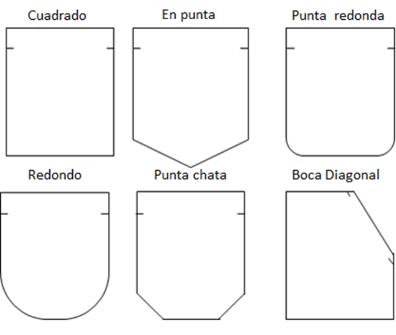 Cuadrado
En punta
Punta redonda
Redondo
Punta chata
Boca Diagonal